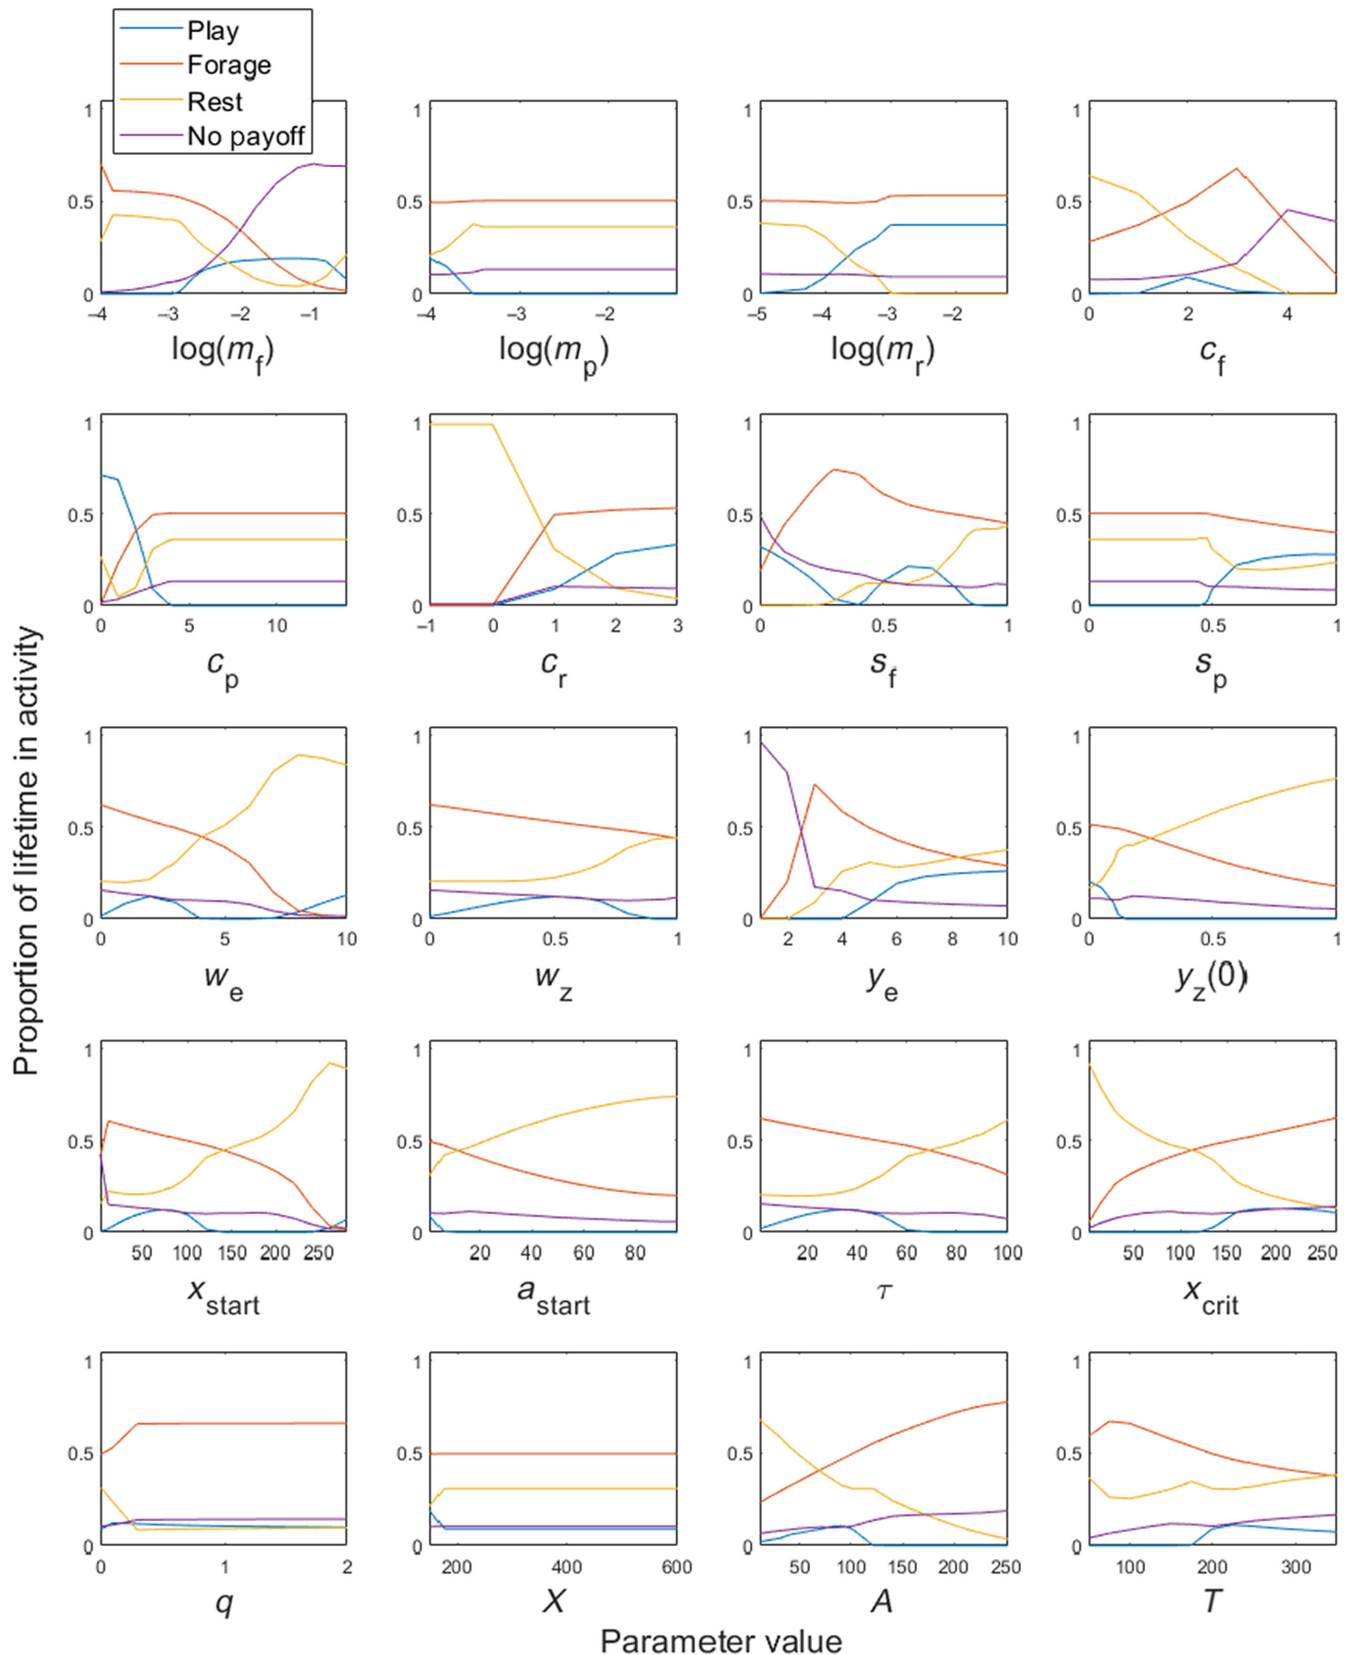 Play
Forage
Rest
No payoff
1 1 1 1
0.5 0.5 0.5 0.5
0 0 0 0
–4 –3 –2 –1 –4 –3 –2 –5 –4 –3 –2 0 2 4
log(mf) log(mp) log(mr) cf
1 1 1 1
0.5 0.5 0.5 0.5
0 0 0 0
0 5 10 –1 0 1 2 3 0 0.5 1 0 0.5 1
cp cr sf sp
Proportion of lifetime in activity
1 1 1 1
0.5 0.5 0.5 0.5
0 0 0 0
0 5 10 0 0.5 1 2 4 6 8 10 0 0.5 1
we wz ye yz(0)
1 1 1 1
0.5 0.5 0.5 0.5
0 0 0 0
50 100 150 200 250 20 40 60 80 20 40 60 80 100 50 100 150 200 250
xstart astart τ xcrit
1 1 1 1
0.5 0.5 0.5 0.5
0 0 0 0
0 1 2 200 400 600 50 100 150 200 250 100 200 300
q X A T
Parameter value